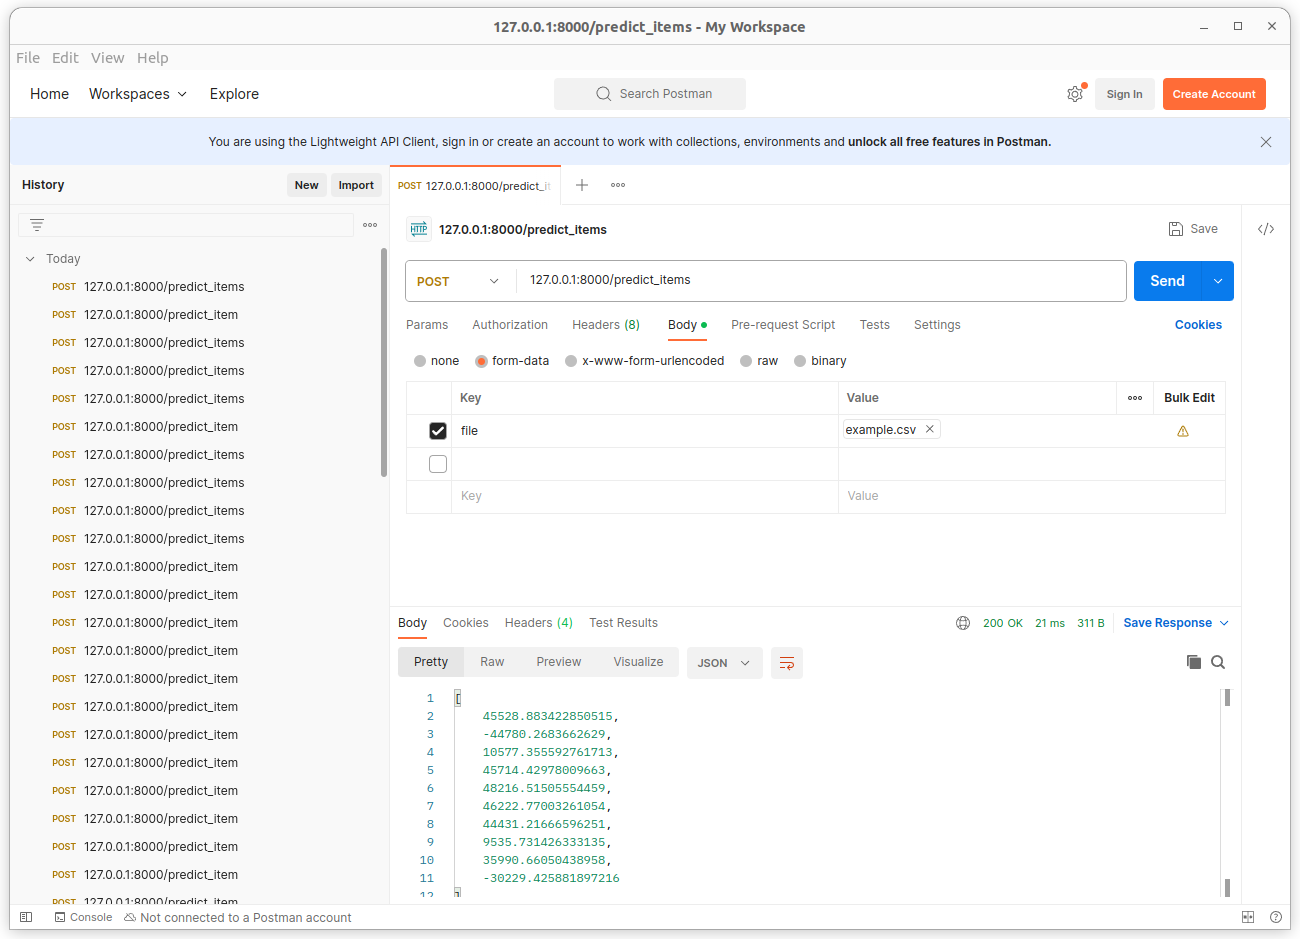 127.0.0.1:8000/predict_items - My Workspace
File Edit View Help
Home Workspaces Explore Search Postman Sign In Create Account
You are using the Lightweight API Client, sign in or create an account to work with collections, environments and unlock all free features in Postman.
History New Import
Today
POST 127.0.0.1:8000/predict_items
POST 127.0.0.1:8000/predict_item
POST 127.0.0.1:8000/predict_items
POST 127.0.0.1:8000/predict_items
POST 127.0.0.1:8000/predict_items
POST 127.0.0.1:8000/predict_item
POST 127.0.0.1:8000/predict_items
POST 127.0.0.1:8000/predict_items
POST 127.0.0.1:8000/predict_items
POST 127.0.0.1:8000/predict_items
POST 127.0.0.1:8000/predict_item
POST 127.0.0.1:8000/predict_item
POST 127.0.0.1:8000/predict_item
POST 127.0.0.1:8000/predict_item
POST 127.0.0.1:8000/predict_item
POST 127.0.0.1:8000/predict_item
POST 127.0.0.1:8000/predict_item
POST 127.0.0.1:8000/predict_item
POST 127.0.0.1:8000/predict_item
POST 127.0.0.1:8000/predict_item
POST 127.0.0.1:8000/predict_item
POST 127.0.0.1:8000/predict_item
POST 127.0.0.1:8000/predict_item
POST 127.0.0.1:8000/predict_it
HTTP 127.0.0.1:8000/predict_items Save
POST 127.0.0.1:8000/predict_items Send
Params Authorization Headers (8) Body Pre-request Script Tests Settings Cookies
none form-data x-www-form-urlencoded raw binary
Key Value Bulk Edit
file example.csv
Key Value
Body Cookies Headers (4) Test Results 200 OK 21 ms 311 B Save Response
Pretty Raw Preview Visualize JSON
1 [
2 45528.883422850515,
3 -44780.2683662629,
4 10577.355592761713,
5 45714.42978009663,
6 48216.51505554459,
7 46222.77003261054,
8 44431.21666596251,
9 9535.731426333135,
10 35990.66050438958,
11 -30229.425881897216
12 ]
Console Not connected to a Postman account